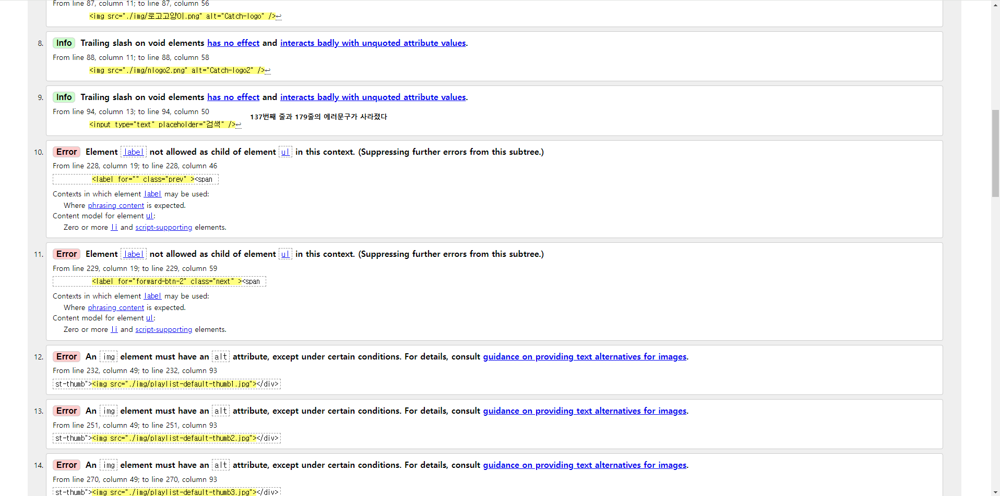 From line 87, column 11; to line 87, column 56
<img src="./img/로고고양이.png" alt="Catch-logo" />↩
8. Info Trailing slash on void elements has no effect and interacts badly with unquoted attribute values.
From line 88, column 11; to line 88, column 58
<img src="./img/nlogo2.png" alt="Catch-logo2" />↩
9. Info Trailing slash on void elements has no effect and interacts badly with unquoted attribute values.
From line 94, column 13; to line 94, column 50
137번째 줄과 179줄의 에러문구가 사라졌다
<input type="text" placeholder="검색" />↩
10. Error Element label not allowed as child of element ul in this context. (Suppressing further errors from this subtree.)
From line 228, column 19; to line 228, column 46
<label for="" class="prev" ><span
Contexts in which element label may be used:
Where phrasing content is expected.
Content model for element ul:
Zero or more li and script-supporting elements.
11. Error Element label not allowed as child of element ul in this context. (Suppressing further errors from this subtree.)
From line 229, column 19; to line 229, column 59
<label for="forward-btn-2" class="next" ><span
Contexts in which element label may be used:
Where phrasing content is expected.
Content model for element ul:
Zero or more li and script-supporting elements.
12. Error An img element must have an alt attribute, except under certain conditions. For details, consult guidance on providing text alternatives for images.
From line 232, column 49; to line 232, column 93
st-thumb"><img src="./img/playlist-default-thumb1.jpg"></div>
13. Error An img element must have an alt attribute, except under certain conditions. For details, consult guidance on providing text alternatives for images.
From line 251, column 49; to line 251, column 93
st-thumb"><img src="./img/playlist-default-thumb2.jpg"></div>
14. Error An img element must have an alt attribute, except under certain conditions. For details, consult guidance on providing text alternatives for images.
From line 270, column 49; to line 270, column 93
st-thumb"><img src="./img/playlist-default-thumb3.jpg"></div>